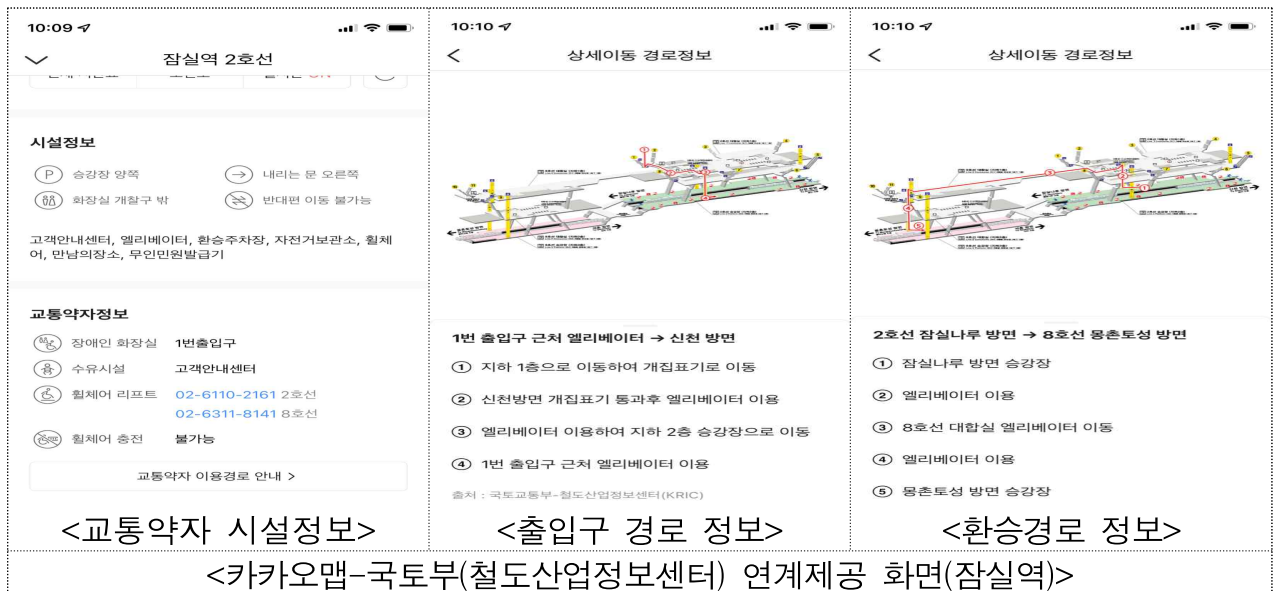 10:09
잠실역 2호선
시설정보
승강장 양쪽
내리는 문 오른쪽
화장실 개찰구 밖
반대편 이동 불가능
고객안내센터, 엘리베이터, 환승주차장, 자전거보관소, 휠체
어, 만남의장소, 무인민원발급기
교통약자정보
장애인 화장실 1번출입구
수유시설 고객안내센터
휠체어 리프트 02-6110-2161 2호선
02-6311-8141 8호선
휠체어 충전 불가능
교통약자 이용경로 안내 >
<교통약자 시설정보>
10:10
상세이동 경로정보
1번 출입구 근처 엘리베이터 → 신천 방면
① 지하 1층으로 이동하여 개집표기로 이동
② 신천방면 개집표기 통과후 엘리베이터 이용
③ 엘리베이터 이용하여 지하 2층 승강장으로 이동
④ 1번 출입구 근처 엘리베이터 이용
출처 : 국토교통부-철도산업정보센터(KRIC)
<출입구 경로 정보>
10:10
상세이동 경로정보
2호선 잠실나루 방면 → 8호선 몽촌토성 방면
① 잠실나루 방면 승강장
② 엘리베이터 이용
③ 8호선 대합실 엘리베이터 이동
④ 엘리베이터 이용
⑤ 몽촌토성 방면 승강장
<환승경로 정보>
<카카오맵-국토부(철도산업정보센터) 연계제공 화면(잠실역)>